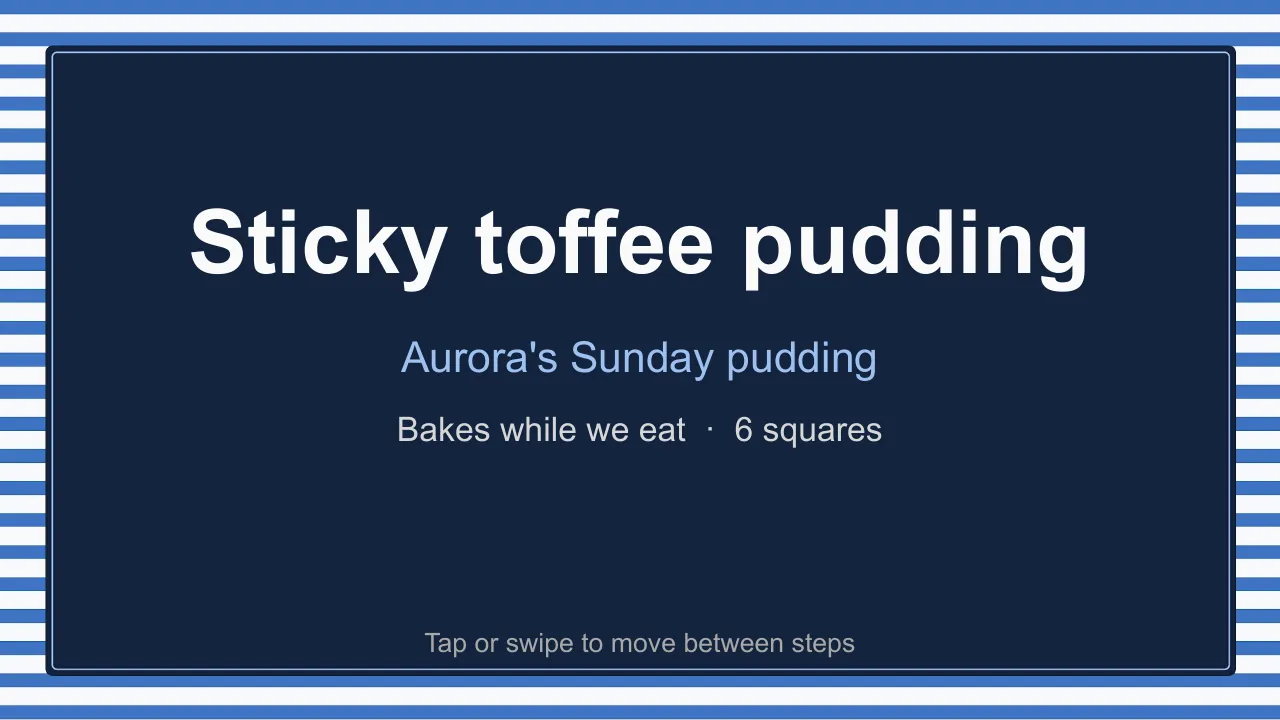 Sticky toffee pudding
Aurora's Sunday pudding
Bakes while we eat · 6 squares
Tap or swipe to move between steps